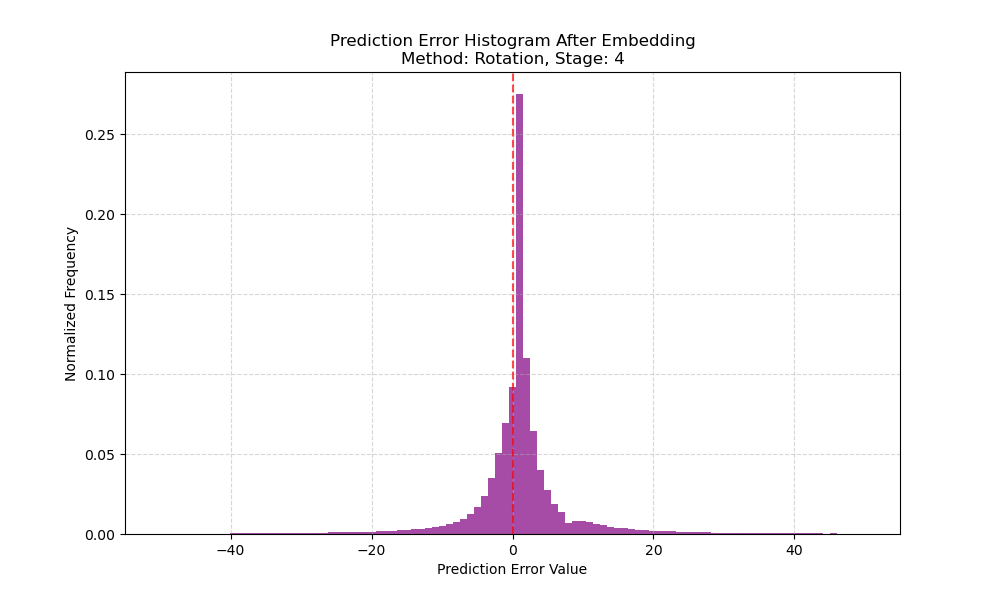 Prediction Error Histogram After Embedding
Method: Rotation, Stage: 4
Normalized Frequency
0.25
0.20
0.15
0.10
0.05
0.00
−40
−20
0
20
40
Prediction Error Value